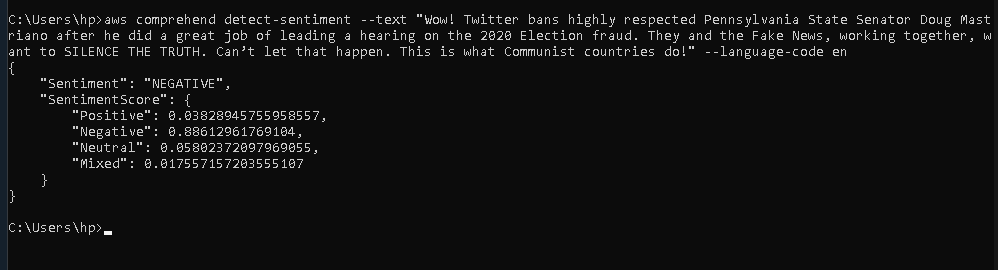 C:\Users\hp>aws comprehend detect-sentiment --text "Wow! Twitter bans highly respected Pennsylvania State Senator Doug Mast
riano after he did a great job of leading a hearing on the 2020 Election fraud. They and the Fake News, working together, w
ant to SILENCE THE TRUTH. Can’t let that happen. This is what Communist countries do!" --language-code en
{
    "Sentiment": "NEGATIVE",
    "SentimentScore": {
        "Positive": 0.03828945755958557,
        "Negative": 0.88612961769104,
        "Neutral": 0.05802372097969055,
        "Mixed": 0.017557157203555107
    }
}
C:\Users\hp>